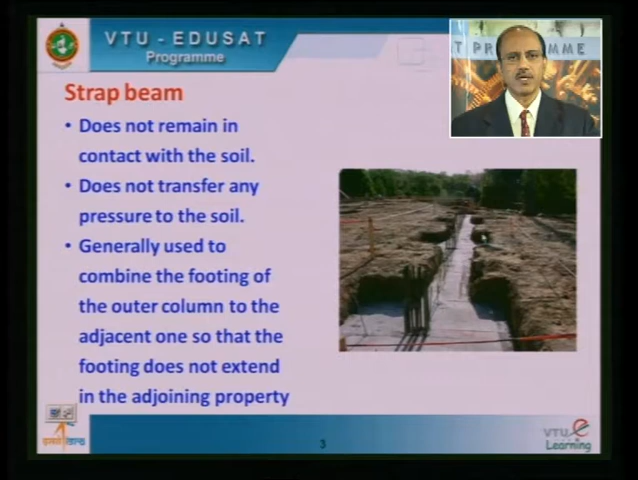 VTU - EDUSAT
Programme
T PROGRAMME
Strap beam
• Does not remain in
contact with the soil.
• Does not transfer any
pressure to the soil.
• Generally used to
combine the footing of
the outer column to the
adjacent one so that the
footing does not extend
in the adjoining property
3
VTU e
Learning